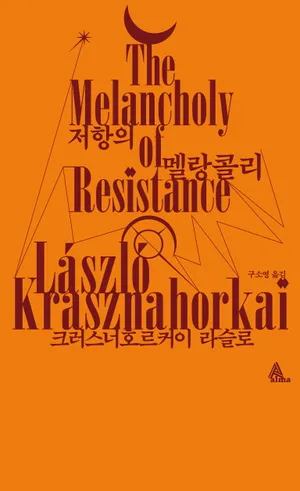 The
Melancholy
저항의
of
멜랑콜리
Resistance
László
구소영 옮김
Krasznahorkai
크러스너호르커이 라슬로
alma